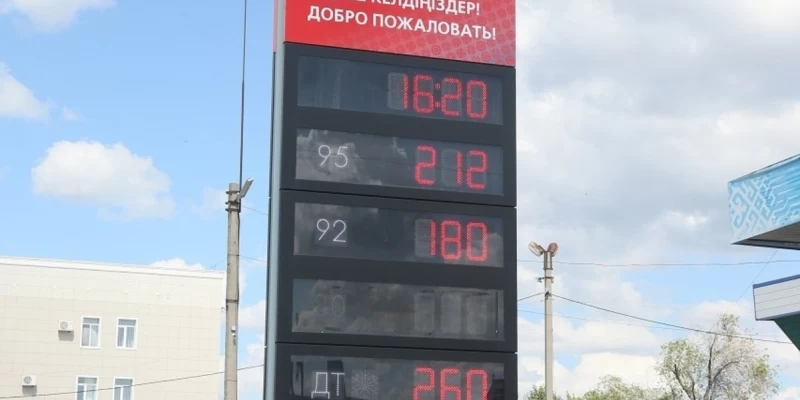 КЕЛДІҢІЗДЕР!
ДОБРО ПОЖАЛОВАТЬ!
16:20
95 212
92 180
ДТ 260